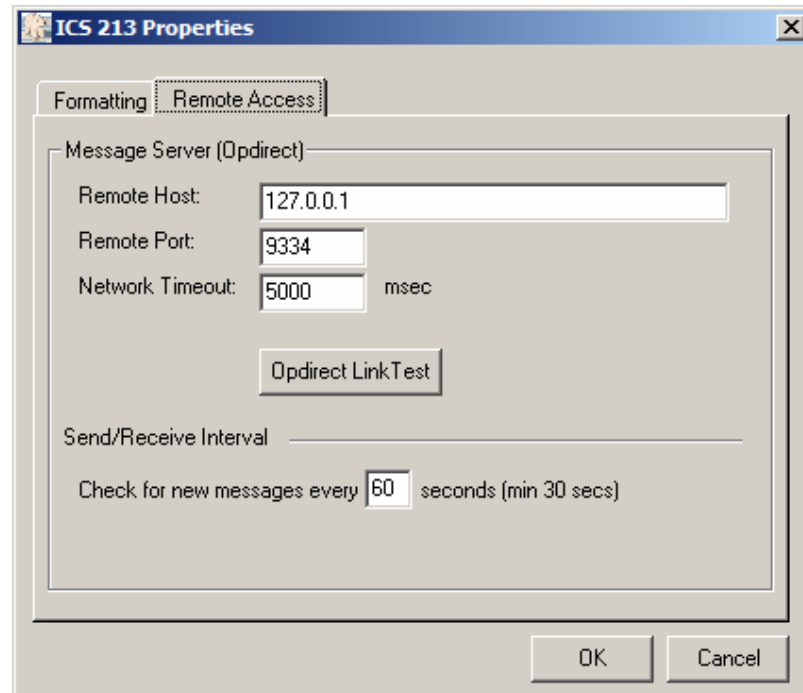 ICS 213 Properties
Formatting
Remote Access
Message Server (Opdirect)
Remote Host: 127.0.0.1
Remote Port: 9334
Network Timeout: 5000 msec
Opdirect LinkTest
Send/Receive Interval
Check for new messages every 60 seconds (min 30 secs)
OK
Cancel